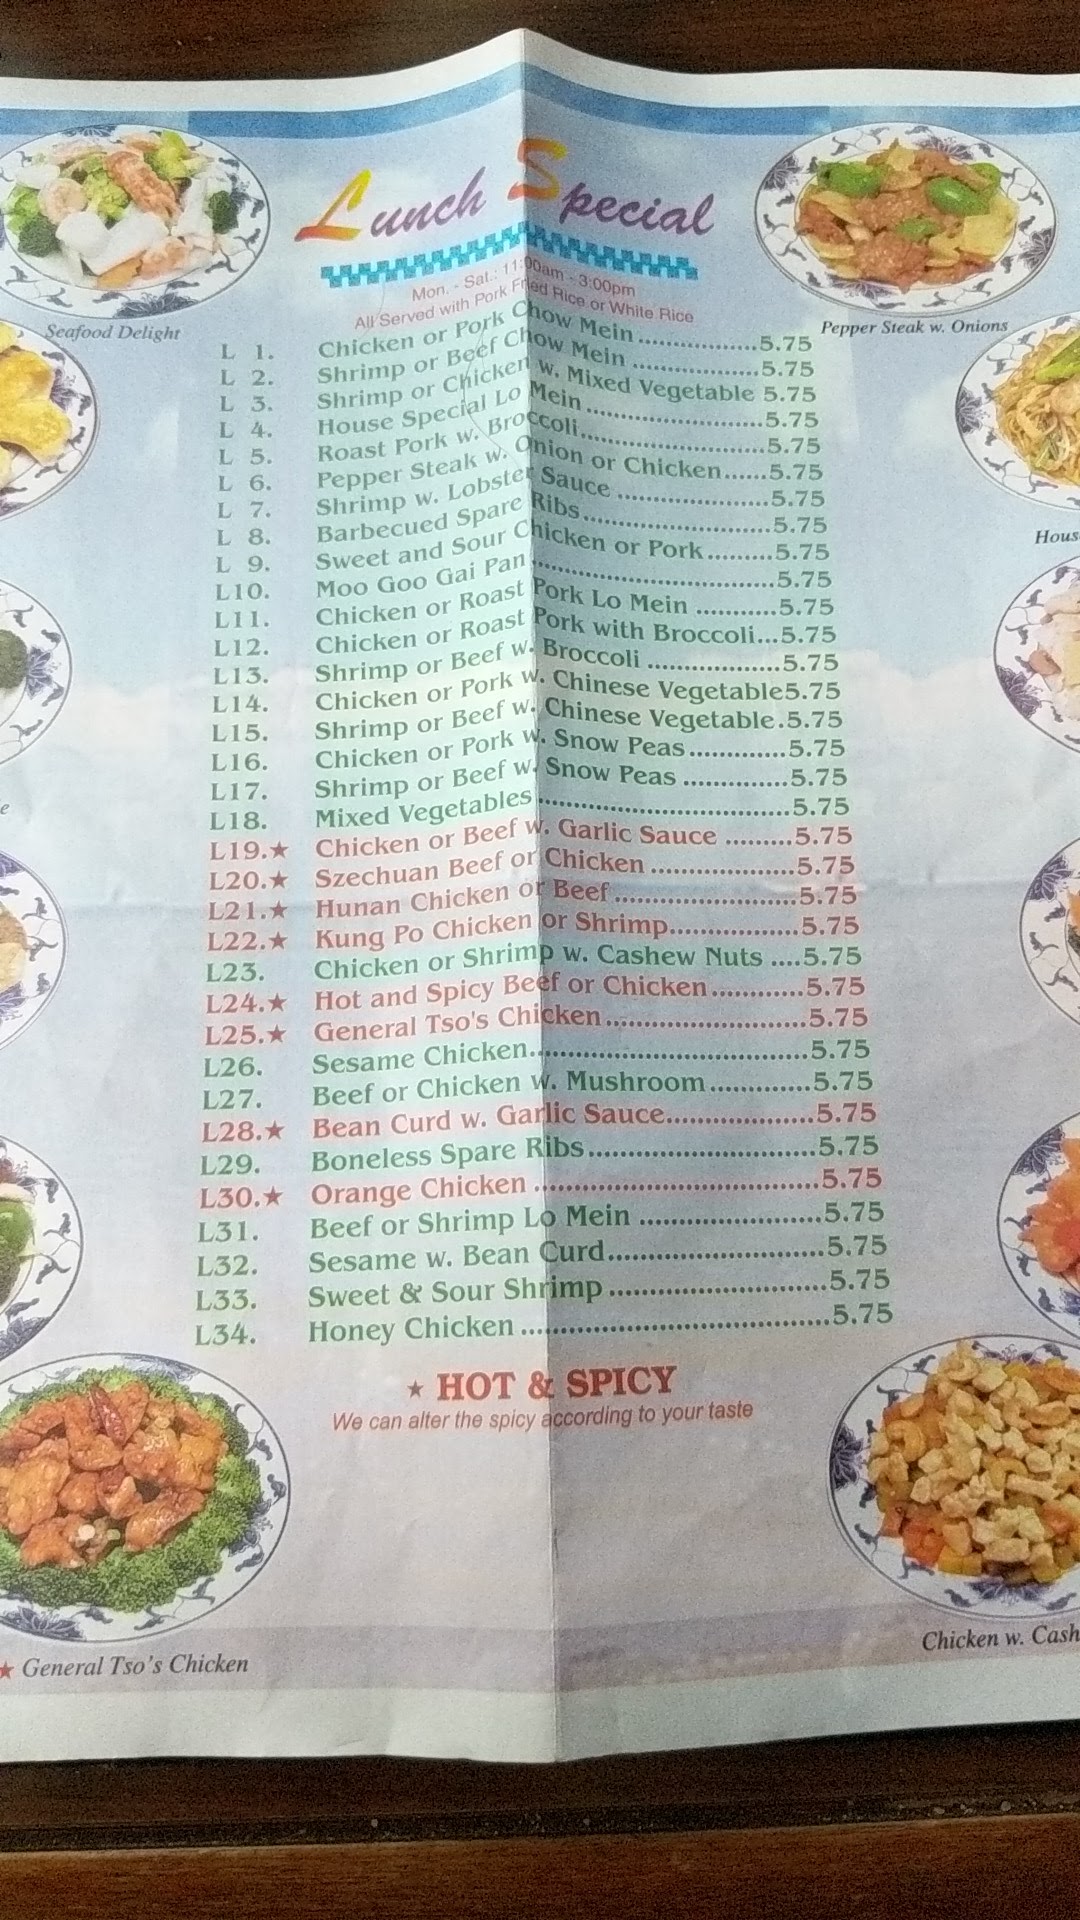 Lunch Special
Mon. - Sat.: 11:00am - 3:00pm
All Served with Pork Fried Rice or White Rice
Seafood Delight
Pepper Steak w. Onions
L 1. Chicken or Pork Chow Mein ................5.75
L 2. Shrimp or Beef Chow Mein .................5.75
L 3. Shrimp or Chicken w. Mixed Vegetable 5.75
L 4. House Special Lo Mein ........................5.75
L 5. Roast Pork w. Broccoli.........................5.75
L 6. Pepper Steak w. Onion or Chicken......5.75
L 7. Shrimp w. Lobster Sauce .....................5.75
L 8. Barbecued Spare Ribs..........................5.75
L 9. Sweet and Sour Chicken or Pork.........5.75
L10. Moo Goo Gai Pan .................................5.75
L11. Chicken or Roast Pork Lo Mein ...........5.75
L12. Chicken or Roast Pork with Broccoli...5.75
L13. Shrimp or Beef w. Broccoli ..................5.75
L14. Chicken or Pork w. Chinese Vegetable5.75
L15. Shrimp or Beef w. Chinese Vegetable.5.75
L16. Chicken or Pork w. Snow Peas.............5.75
L17. Shrimp or Beef w. Snow Peas ..............5.75
L18. Mixed Vegetables ..................................5.75
L19.★ Chicken or Beef w. Garlic Sauce .........5.75
L20.★ Szechuan Beef or Chicken ...................5.75
L21.★ Hunan Chicken or Beef........................5.75
L22.★ Kung Po Chicken or Shrimp..................5.75
L23. Chicken or Shrimp w. Cashew Nuts ....5.75
L24.★ Hot and Spicy Beef or Chicken............5.75
L25.★ General Tso's Chicken..........................5.75
L26. Sesame Chicken....................................5.75
L27. Beef or Chicken w. Mushroom.............5.75
L28.★ Bean Curd w. Garlic Sauce...................5.75
L29. Boneless Spare Ribs.............................5.75
L30.★ Orange Chicken ....................................5.75
L31. Beef or Shrimp Lo Mein .......................5.75
L32. Sesame w. Bean Curd...........................5.75
L33. Sweet & Sour Shrimp ...........................5.75
L34. Honey Chicken ......................................5.75
★ HOT & SPICY
We can alter the spicy according to your taste
★ General Tso's Chicken
Chicken w. Cash
Hous
e